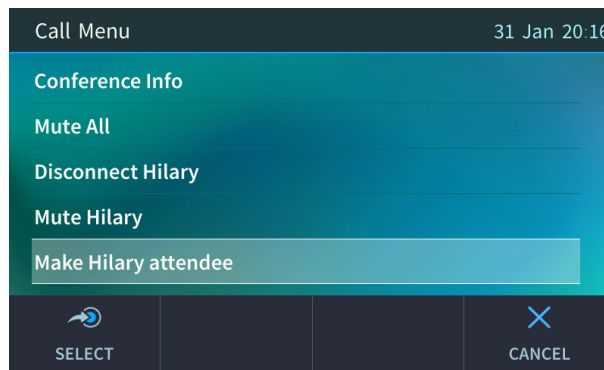 Call Menu 31 Jan 20:16
Conference Info
Mute All
Disconnect Hilary
Mute Hilary
Make Hilary attendee
SELECT CANCEL